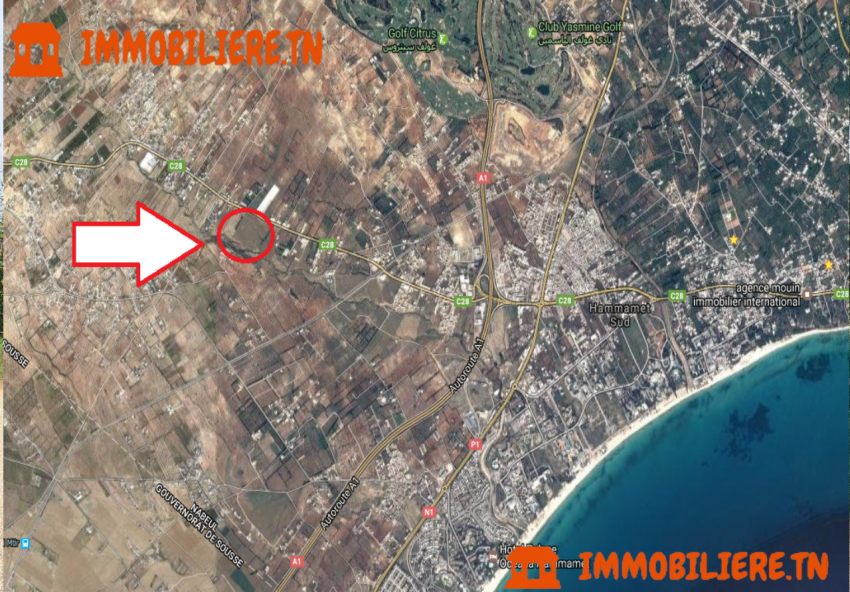 IMMOBILIERE.TN
Golf Citrus
غولف سيتروس
Club Yasmine Golf
نادي غولف الياسمين
C28
C28
A1
C28
C28
C28
C28
C28
agence mouin
immobilier international
Hammamet
Sud
SOUSSE
Autoroute A1
P1
Autoroute A1
N1
NABEUL
GOUVERNORAT DE SOUSSE
A1
IMMOBILIERE.TN